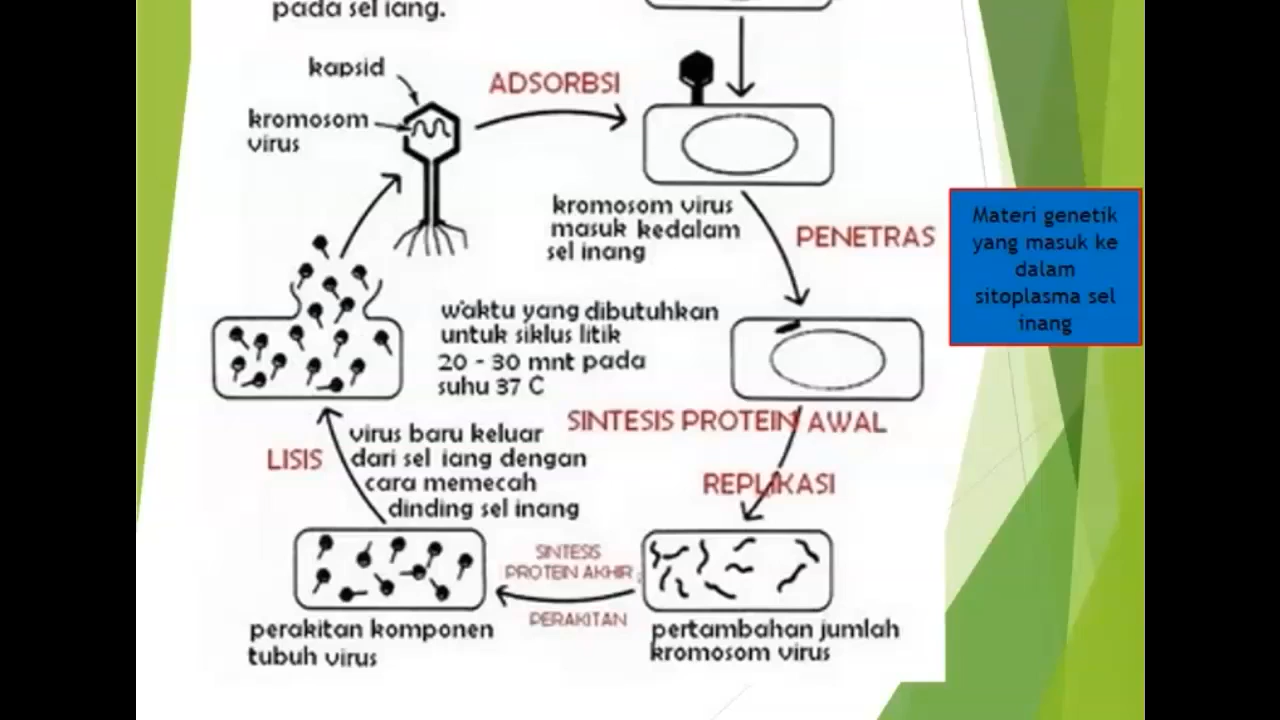 pada sel iang.
kapsid
ADSORBSI
kromosom
virus
kromosom virus
masuk kedalam
sel inang
PENETRAS
Materi genetik
yang masuk ke
dalam
sitoplasma sel
inang
waktu yang dibutuhkan
untuk siklus litik
20 - 30 mnt pada
suhu 37 C
SINTESIS PROTEIN AWAL
REPLIKASI
LISIS
virus baru keluar
dari sel iang dengan
cara memecah
dinding sel inang
SINTESIS
PROTEIN AKHIR
PERAKITAN
perakitan komponen
tubuh virus
pertambahan jumlah
kromosom virus